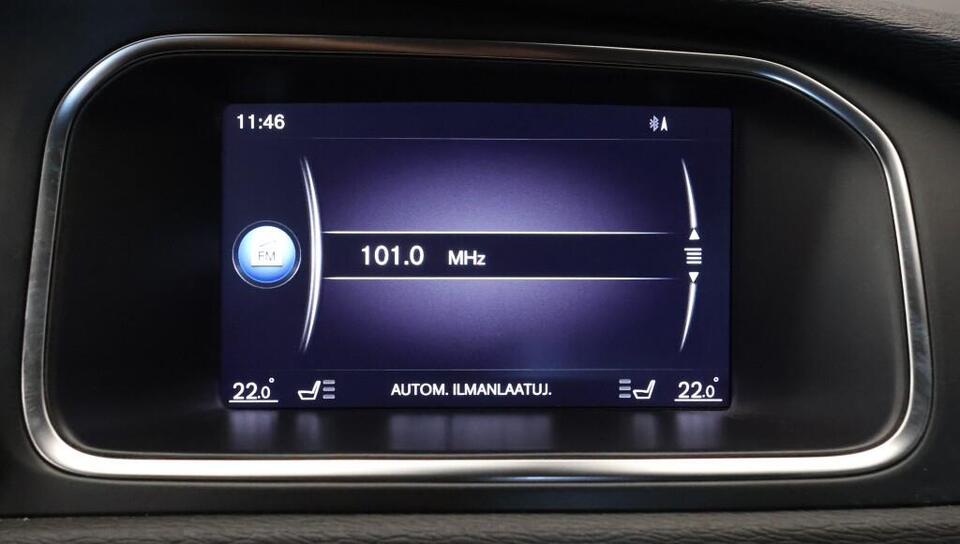 11:46
FM
101.0 MHz
22.0° AUTOM. ILMANLAATUJ. 22.0°